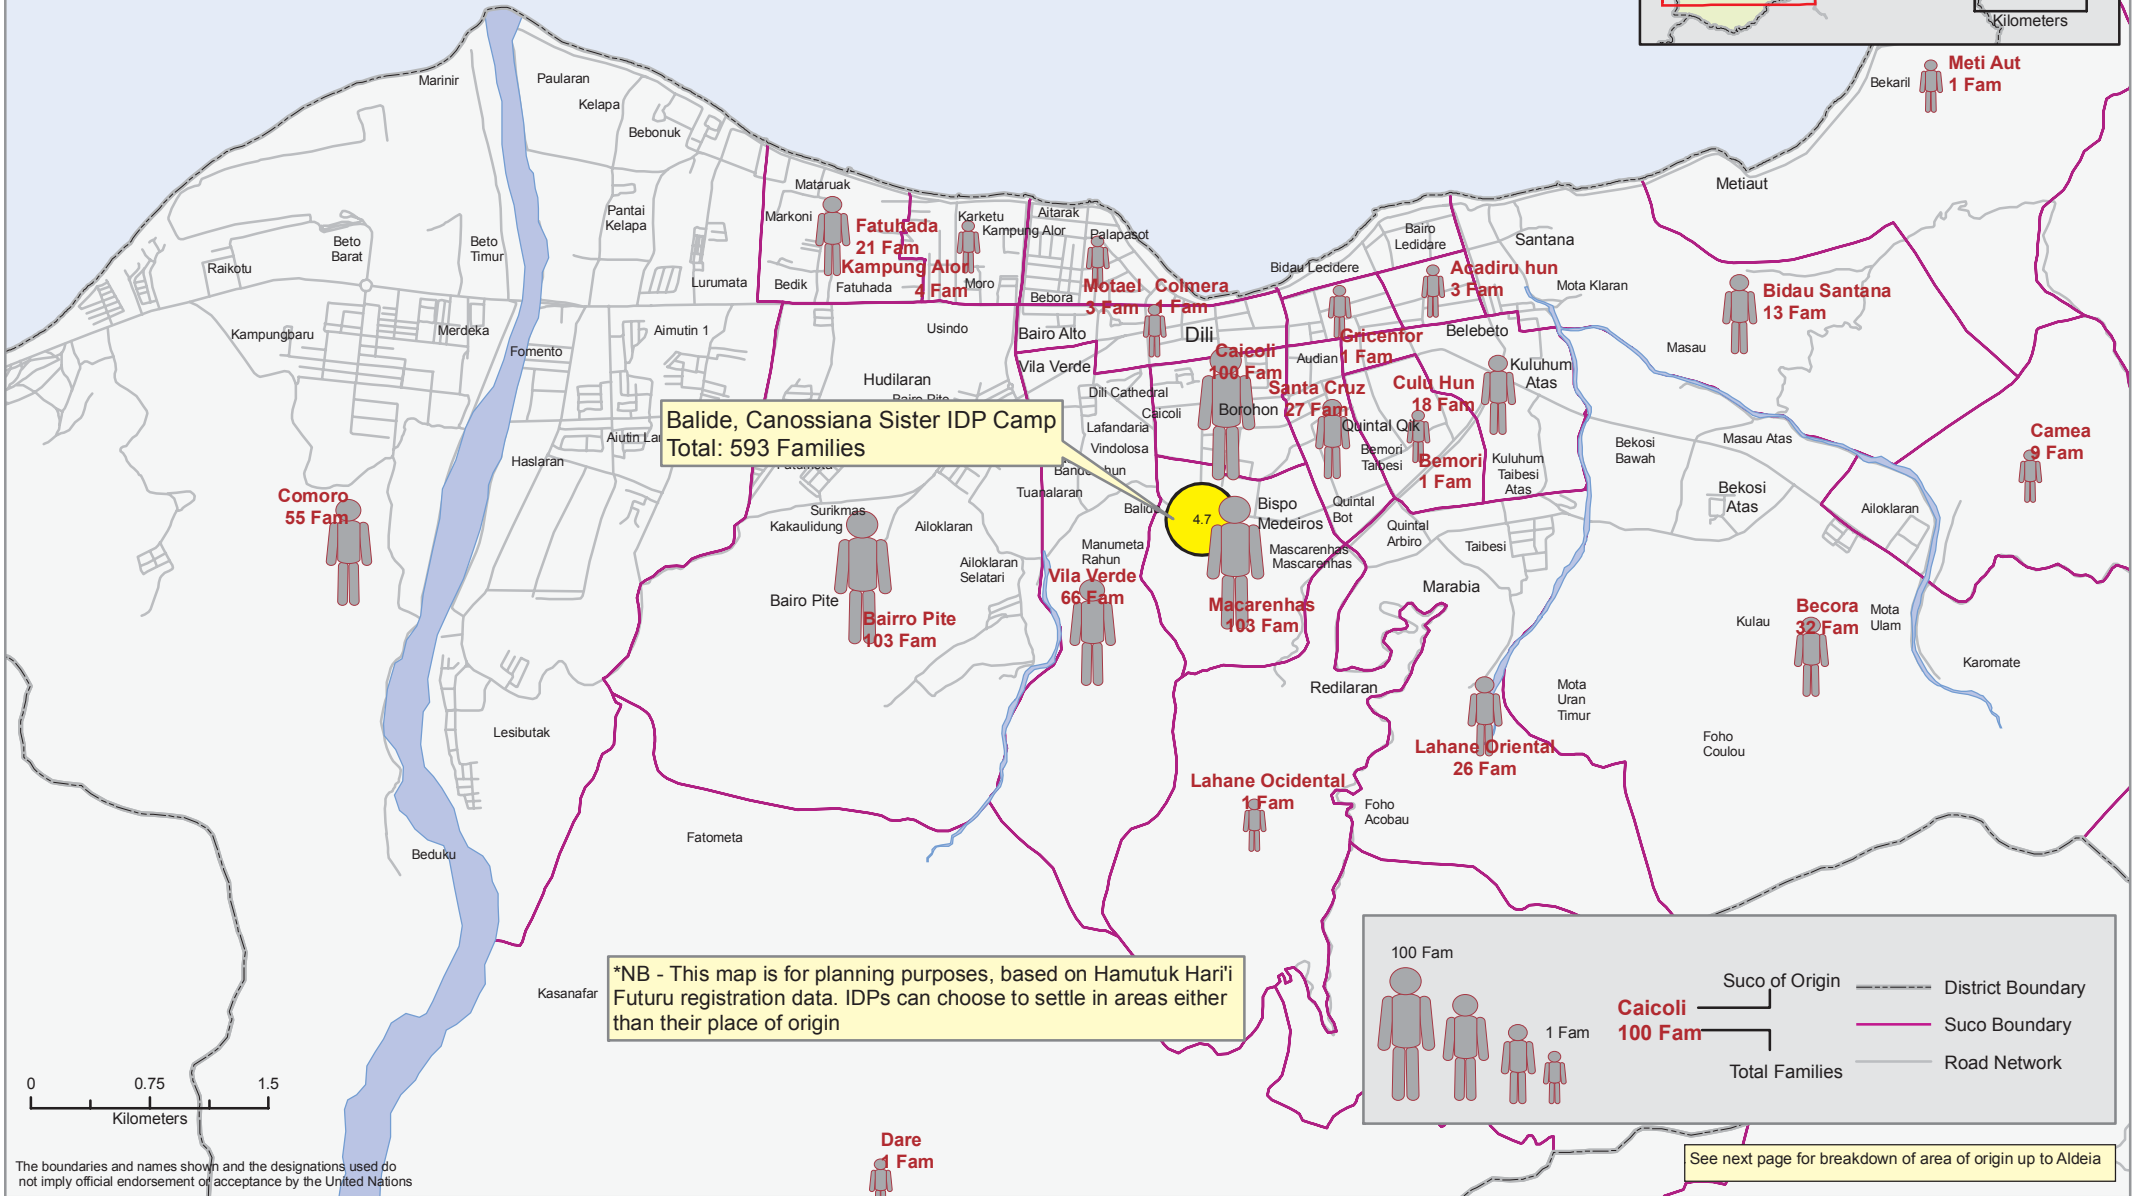 Kilometers
Meti Aut
1 Fam
Bekaril
Marinir
Paularan
Kelapa
Bebonuk
Metiaut
Mataruak
Markoni
Fatuhada
21 Fam
Karketu
Kampung Alor
Aitarak
Palapasot
Pantai
Kelapa
Beto
Barat
Beto
Timur
Raikotu
Lurumata
Bedik
Fatuhada
Kampung Alor
4 Fam
Moro
Bebora
Motael
3 Fam
Colmera
1 Fam
Bidau Lecidere
Bairo
Ledidare
Santana
Acadiru hun
3 Fam
Mota Klaran
Bidau Santana
13 Fam
Kampungbaru
Merdeka
Fomento
Aimutin 1
Usindo
Bairo Alto
Dili
Gricenfor
1 Fam
Belebeto
Masau
Vila Verde
Caicoli
100 Fam
Audian
Kuluhum
Atas
Hudilaran
Dili Cathedral
Caicoli
Borohon
Santa Cruz
27 Fam
Culu Hun
18 Fam
Balide, Canossiana Sister IDP Camp
Total: 593 Families
Lafandaria
Vindolosa
Quintal Qik
Bemori
Taibesi
Bemori
1 Fam
Kuluhum
Taibesi
Atas
Bekosi
Bawah
Masau Atas
Camea
9 Fam
Haslaran
Tuanalaran
Bekosi
Atas
Ailoklaran
Comoro
55 Fam
Surikmas
Kakaulidung
Ailoklaran
4.7
Bispo
Medeiros
Quintal
Bot
Quintal
Arbiro
Taibesi
Manumeta
Rahun
Mascarenhas
Mascarenhas
Ailoklaran
Selatari
Vila Verde
66 Fam
Marabia
Bairo Pite
Bairro Pite
103 Fam
Macarenhas
103 Fam
Becora
32 Fam
Kulau
Mota
Ulam
Karomate
Redilaran
Mota
Uran
Timur
Lesibutak
Foho
Coulou
Lahane Oriental
26 Fam
Lahane Ocidental
1 Fam
Foho
Acobau
Fatometa
Beduku
Kasanafar
*NB - This map is for planning purposes, based on Hamutuk Hari'i
Futuru registration data. IDPs can choose to settle in areas either
than their place of origin
100 Fam
1 Fam
Caicoli
100 Fam
Suco of Origin
Total Families
District Boundary
Suco Boundary
Road Network
0 0.75 1.5
Kilometers
Dare
1 Fam
The boundaries and names shown and the designations used do
not imply official endorsement or acceptance by the United Nations
See next page for breakdown of area of origin up to Aldeia